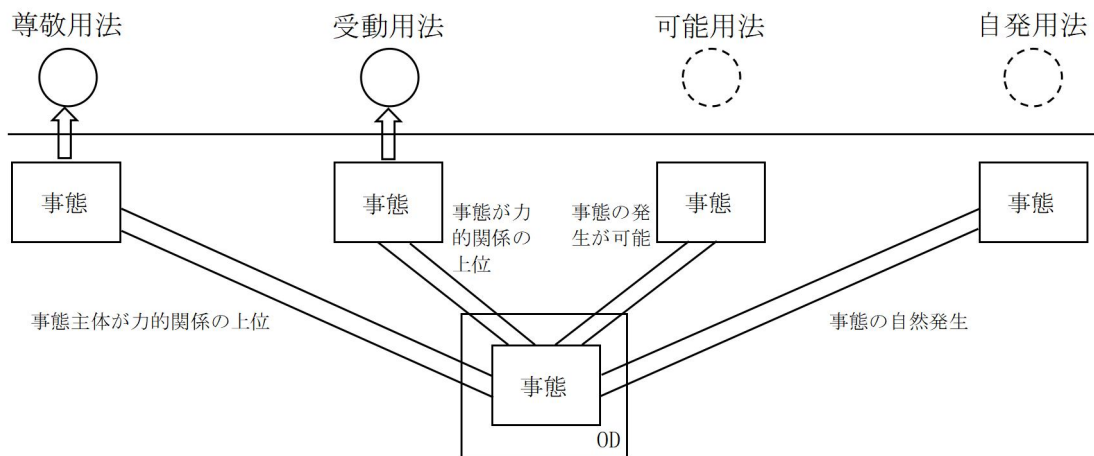 尊敬用法
受動用法
可能用法
自発用法
事態
事態
事態
事態
事態が力
的関係の
上位
事態の発
生が可能
事態主体が力的関係の上位
事態の自然発生
事態
OD